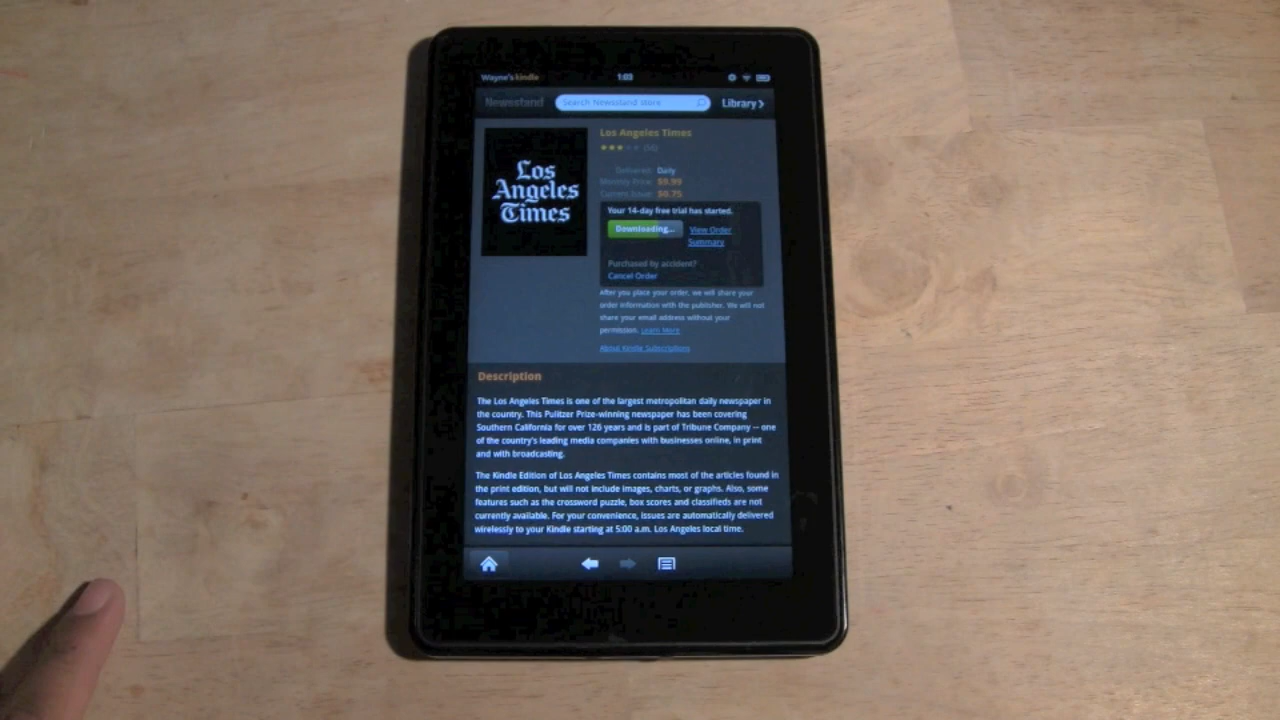 Wayne's kindle 1:03
Newsstand Search Newsstand store Library
Los Angeles Times
Los
Angeles
Times
Delivered: Daily
Monthly Price: $9.99
Current Issue: $0.75
Your 14-day free trial has started.
Downloading... View Order
Summary
Purchased by accident?
Cancel Order
After you place your order, we will share your
order information with the publisher. We will not
share your email address without your
permission. Learn More
About Kindle Subscriptions
Description
The Los Angeles Times is one of the largest metropolitan daily newspaper in
the country. This Pulitzer Prize-winning newspaper has been covering
Southern California for over 126 years and is part of Tribune Company -- one
of the country's leading media companies with businesses online, in print
and with broadcasting.
The Kindle Edition of Los Angeles Times contains most of the articles found in
the print edition, but will not include images, charts, or graphs. Also, some
features such as the crossword puzzle, box scores and classifieds are not
currently available. For your convenience, issues are automatically delivered
wirelessly to your Kindle starting at 5:00 a.m. Los Angeles local time.